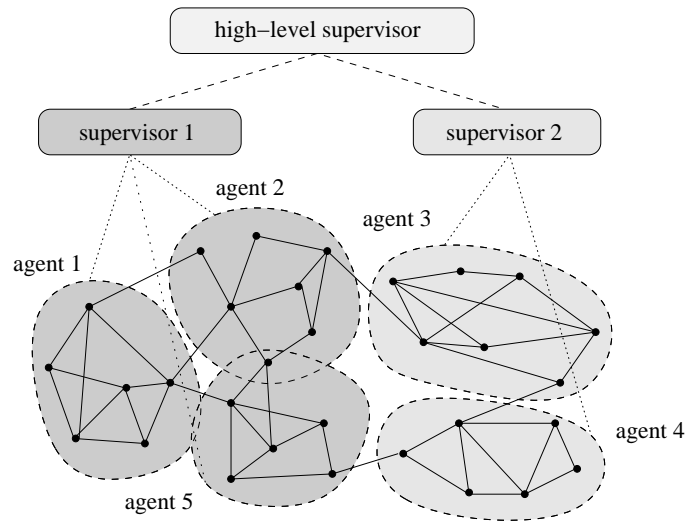 high−level supervisor
supervisor 1
supervisor 2
agent 2
agent 3
agent 1
agent 4
agent 5